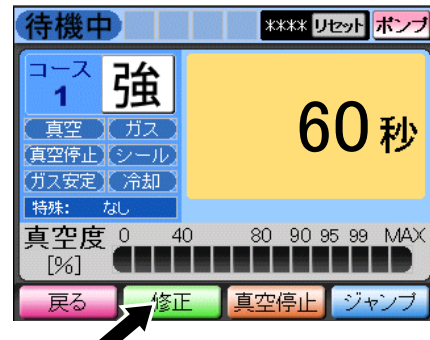 待機中 **** リセット ポンプ
コース
1 強
60 秒
真空 ガス
真空停止 シール
ガス安定 冷却
特殊: なし
真空度 0 40 80 90 95 99 MAX
[%]
戻る 修正 真空停止 ジャンプ